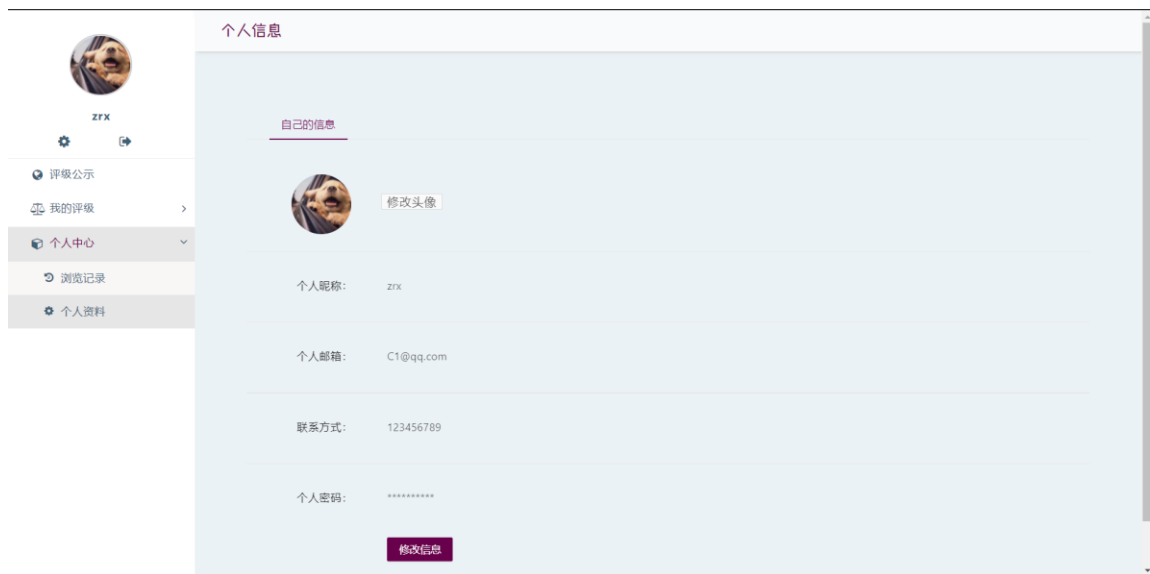 个人信息
zrx
评级公示
我的评级
个人中心
浏览记录
个人资料
自己的信息
修改头像
个人昵称: zrx
个人邮箱: C1@qq.com
联系方式: 123456789
个人密码: **********
修改信息